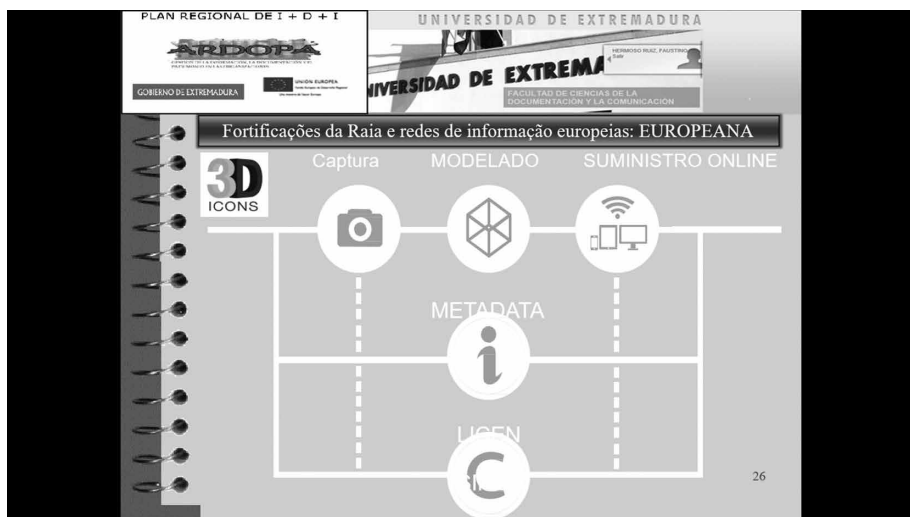 PLAN REGIONAL DE I + D + I
ARDOPA
GOBIERNO DE EXTREMADURA
UNIÓN EUROPEA
UNIVERSIDAD DE EXTREMADURA
HERMOSO RUIZ, FAUSTINO
IVERSIDAD DE EXTREMA
FACULTAD DE CIENCIAS DE LA
DOCUMENTACIÓN Y LA COMUNICACIÓN
Fortificações da Raia e redes de informação europeias: EUROPEANA
3D
ICONS
Captura MODELADO SUMINISTRO ONLINE
METADATA
i
LICEN
C
26